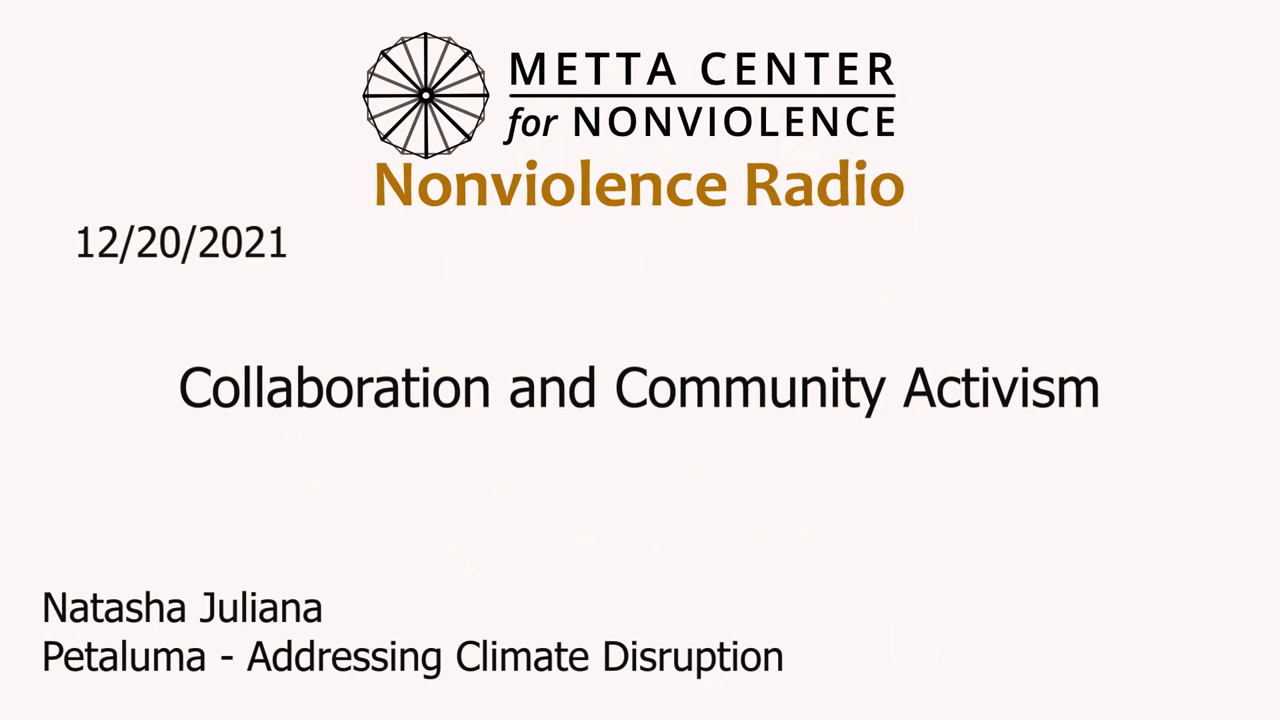 METTA CENTER
for NONVIOLENCE
Nonviolence Radio
12/20/2021
Collaboration and Community Activism
Natasha Juliana
Petaluma - Addressing Climate Disruption